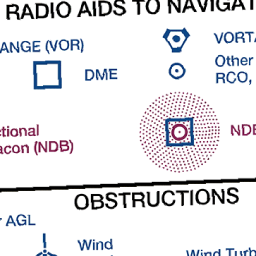 RADIO AIDS TO NAVIGAT
ANGE (VOR)
VORTA
DME
Other
RCO,
ctional
acon (NDB)
NDB
OBSTRUCTIONS
r AGL
Wind
Wind Turb